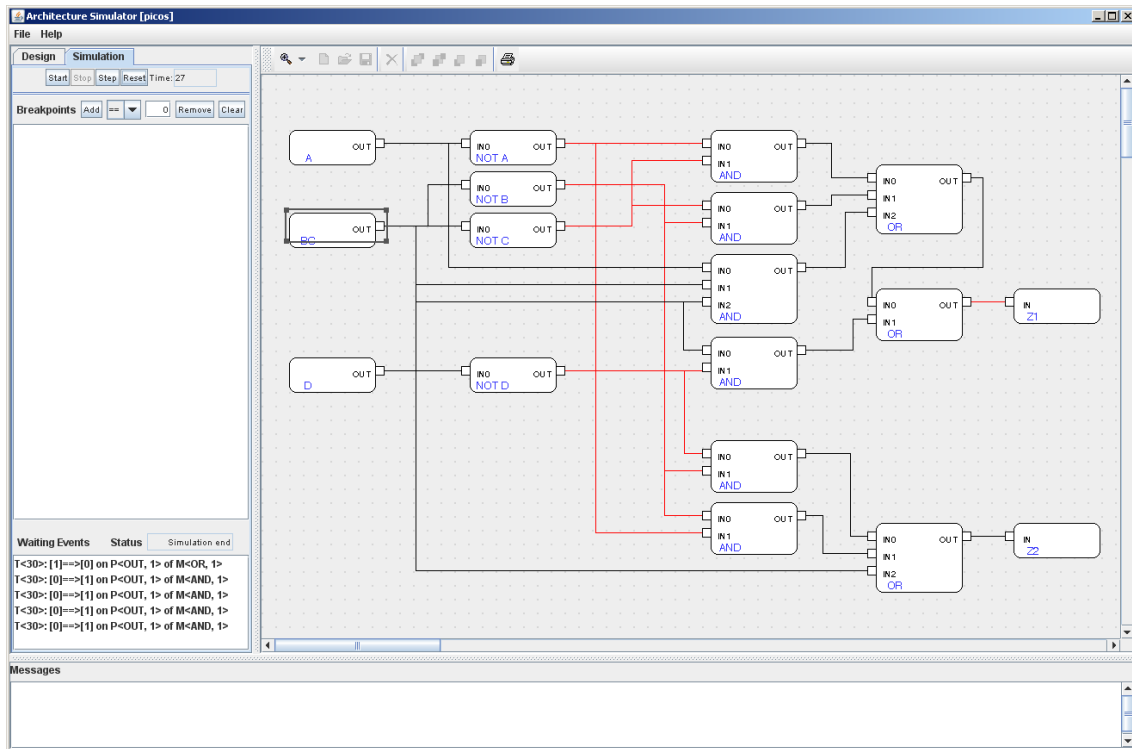 Architecture Simulator [picos]
File Help
Design Simulation
Start Stop Step Reset Time: 27
Breakpoints Add == 0 Remove Clear
A OUT
IN0 OUT
NOT A
IN0 OUT
IN1
AND
IN0 OUT
NOT B
IN0 OUT
IN1
IN2
OR
BC OUT
IN0 OUT
NOT C
IN0 OUT
IN1
AND
IN0 OUT
IN1
IN2
AND
IN0 OUT
IN1
OR
IN
Z1
D OUT
IN0 OUT
NOT D
IN0 OUT
IN1
AND
IN0 OUT
IN1
AND
IN0 OUT
IN1
AND
IN0 OUT
IN1
IN2
OR
IN
Z2
Waiting Events Status Simulation end
T<30>: [1]==>[0] on P<OUT, 1> of M<OR, 1>
T<30>: [0]==>[1] on P<OUT, 1> of M<AND, 1>
T<30>: [0]==>[1] on P<OUT, 1> of M<AND, 1>
T<30>: [0]==>[1] on P<OUT, 1> of M<AND, 1>
T<30>: [0]==>[1] on P<OUT, 1> of M<AND, 1>
Messages